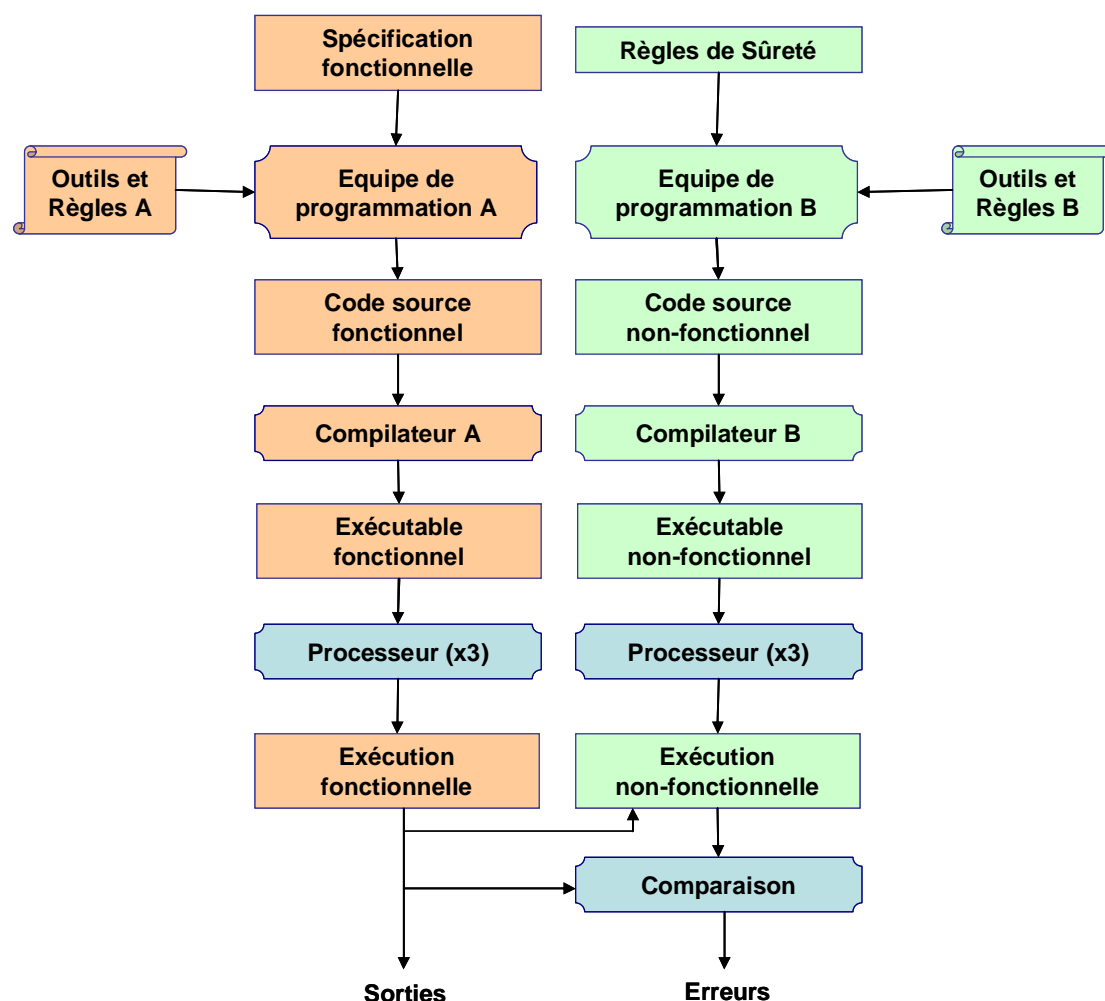 Spécification
fonctionnelle
Règles de Sûreté
Outils et
Règles A
Equipe de
programmation A
Equipe de
programmation B
Outils et
Règles B
Code source
fonctionnel
Code source
non-fonctionnel
Compilateur A
Compilateur B
Exécutable
fonctionnel
Exécutable
non-fonctionnel
Processeur (x3)
Processeur (x3)
Exécution
fonctionnelle
Exécution
non-fonctionnelle
Comparaison
Sorties
Erreurs